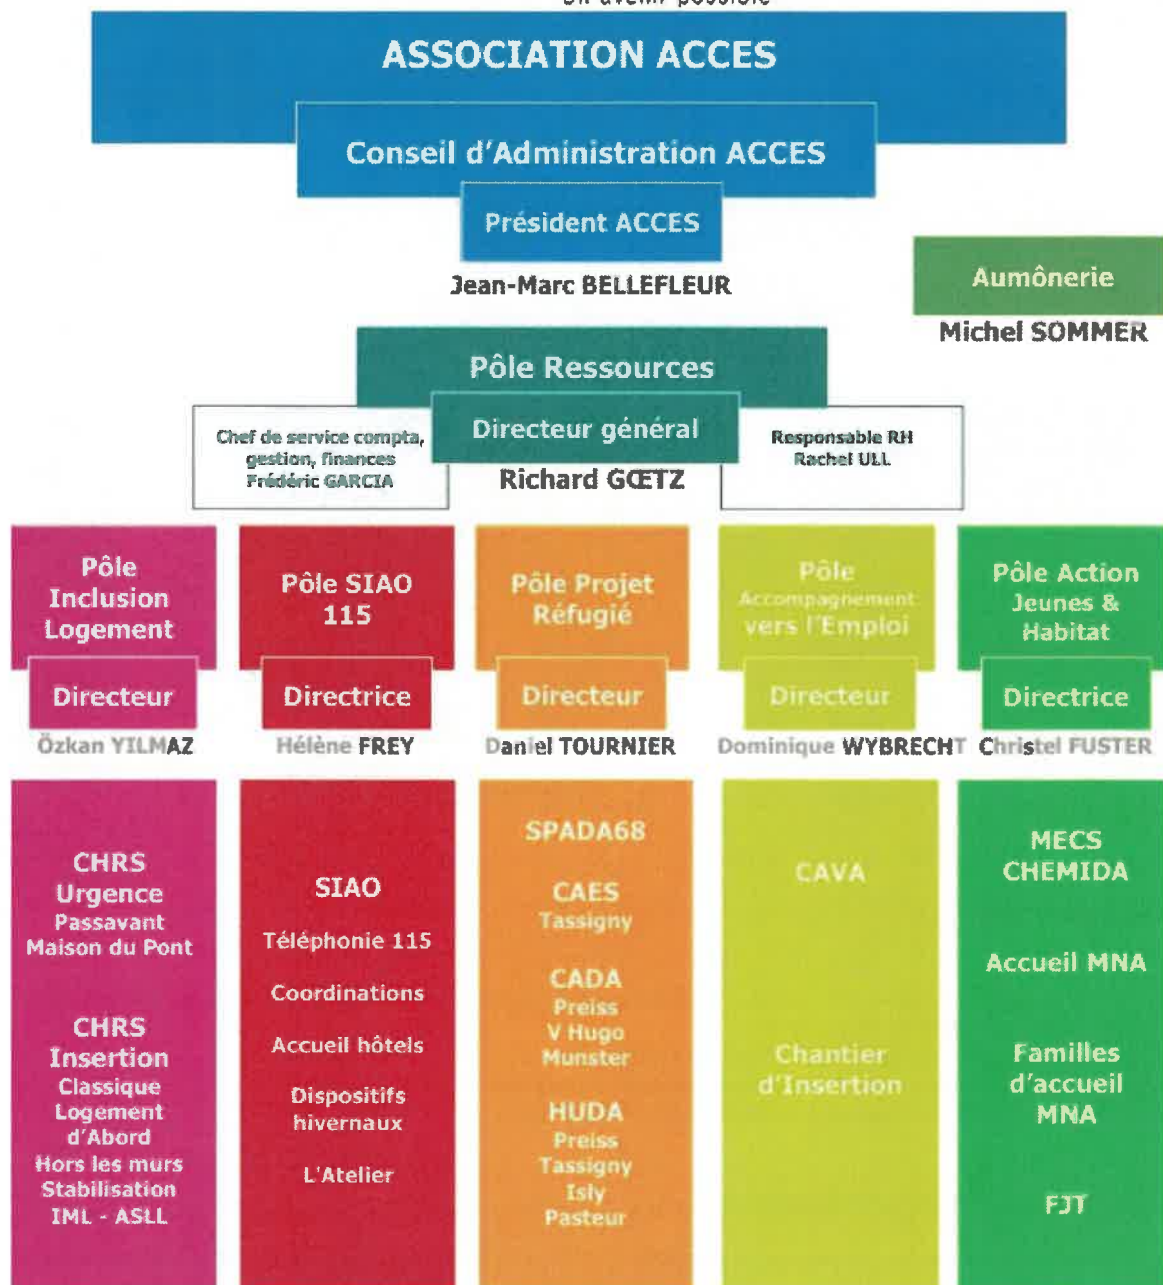 Un avenir possible
ASSOCIATION ACCES
Conseil d'Administration ACCES
Président ACCES
Jean-Marc BELLEFLEUR
Aumônerie
Michel SOMMER
Pôle Ressources
Directeur général
Richard GŒTZ
Chef de service compta,
gestion, finances
Frédéric GARCIA
Responsable RH
Rachel ULL
Pôle
Inclusion
Logement
Directeur
Özkan YILMAZ
Pôle SIAO
115
Directrice
Hélène FREY
Pôle Projet
Réfugié
Directeur
Daniel TOURNIER
Pôle
Accompagnement
vers l'Emploi
Directeur
Dominique WYBRECHT
Pôle Action
Jeunes &
Habitat
Directrice
Christel FUSTER
CHRS
Urgence
Passavant
Maison du Pont
CHRS
Insertion
Classique
Logement
d'Abord
Hors les murs
Stabilisation
IML - ASLL
SIAO
Téléphonie 115
Coordinations
Accueil hôtels
Dispositifs
hivernaux
L'Atelier
SPADA68
CAES
Tassigny
CADA
Preiss
V Hugo
Munster
HUDA
Preiss
Tassigny
Isly
Pasteur
CAVA
Chantier
d'Insertion
MECS
CHEMIDA
Accueil MNA
Familles
d'accueil
MNA
FJT